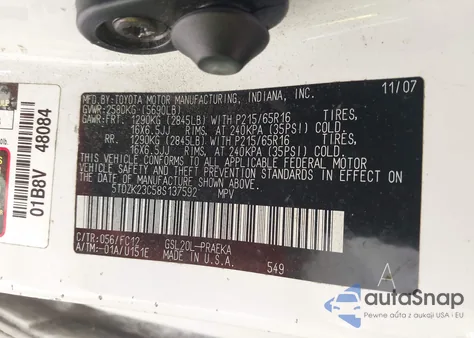 MFD.BY:TOYOTA MOTOR MANUFACTURING, INDIANA, INC. 11/07
GVWR:2590KG (5690LB)
GAWR:FRT. 1290KG (2845LB) WITH P215/65R16 TIRES,
16X6.5JJ RIMS. AT 240KPA (35PSI) COLD
RR. 1290KG (2845LB) WITH P215/65R16 TIRES,
16X6.5JJ RIMS. AT 240KPA (35PSI) COLD
THIS VEHICLE CONFORMS TO ALL APPLICABLE FEDERAL MOTOR
VEHICLE SAFETY, BUMPER, AND THEFT PREVENTION STANDARDS IN EFFECT
ON THE DATE OF MANUFACTURE SHOWN ABOVE.
5TDZK23C58S137592 MPV
C/TR:056/FC12 GSL20L-PRAEKA
A/TM:-01A/U151E MADE IN U.S.A. 549 A
01B8V 48084
autoSnap
Pewne auta z aukcji USA i EU